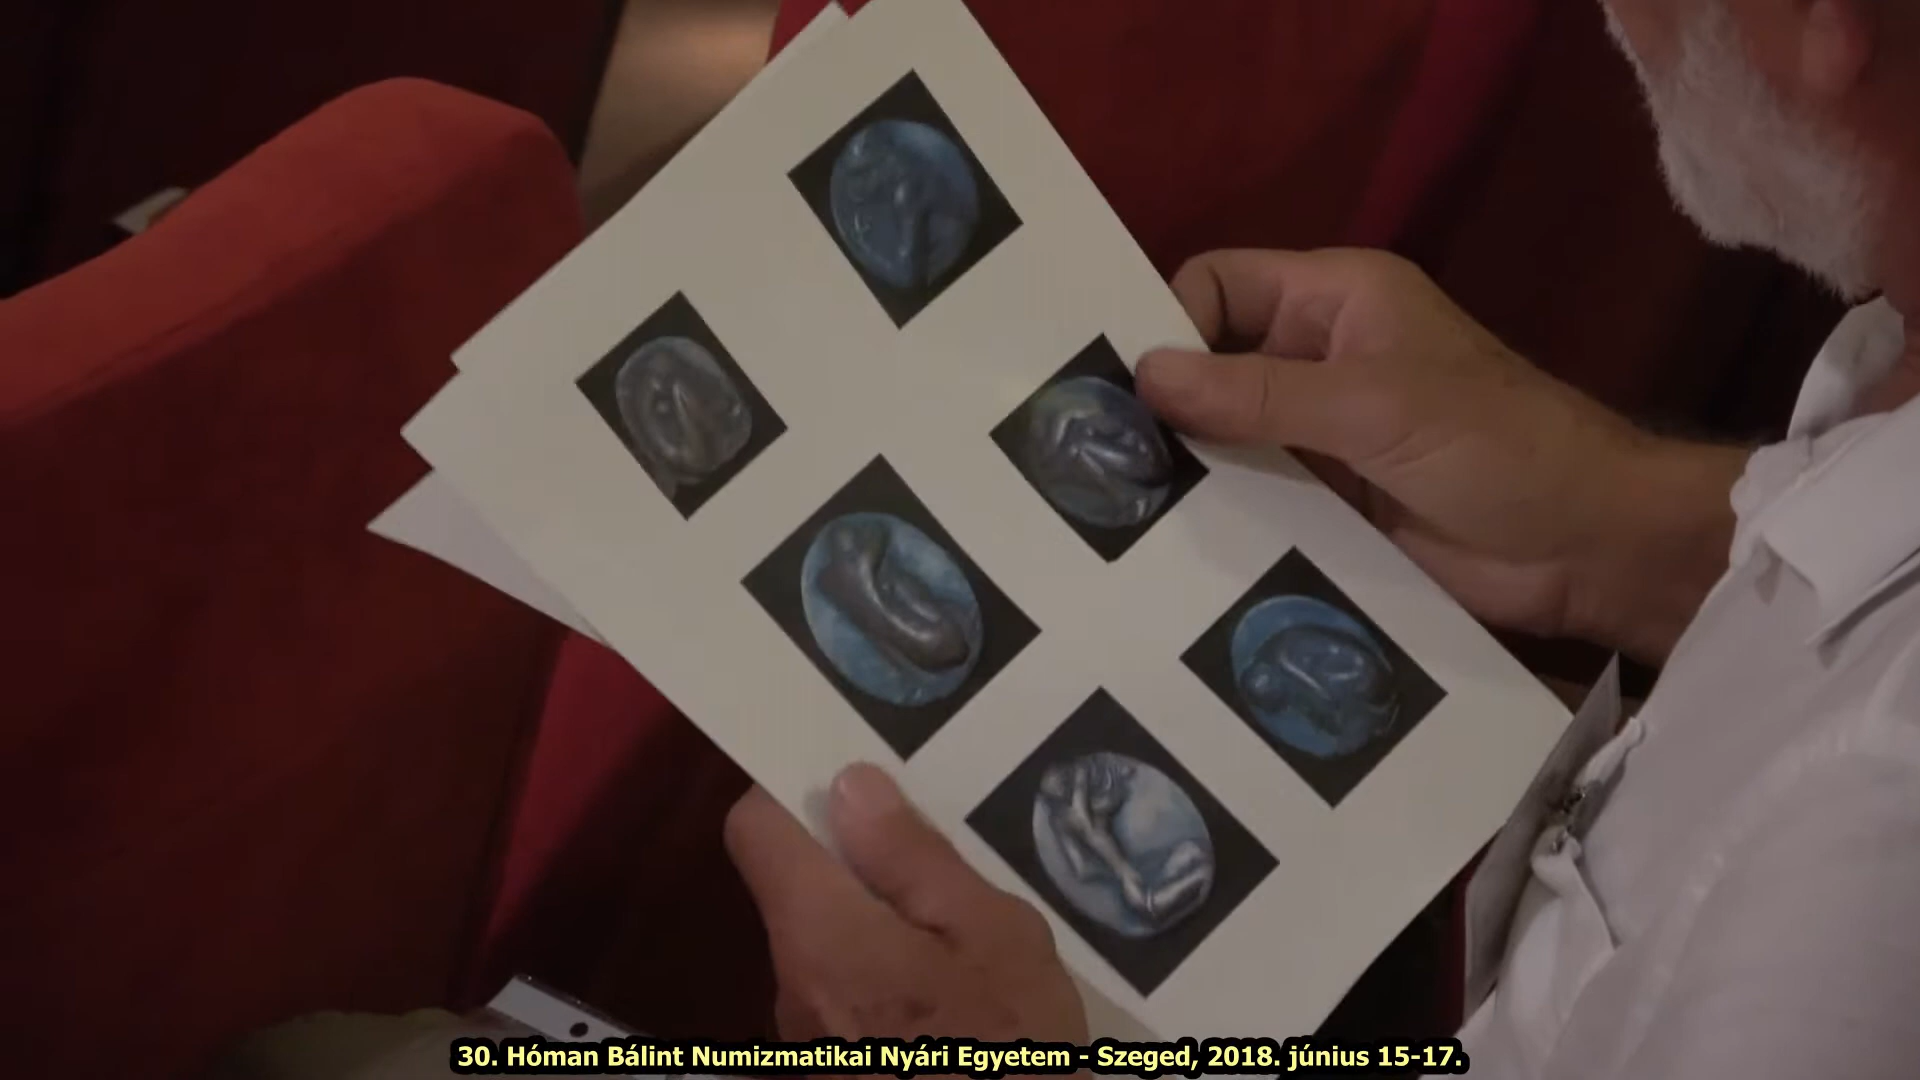 30. Hóman Bálint Numizmatikai Nyári Egyetem - Szeged, 2018. június 15-17.